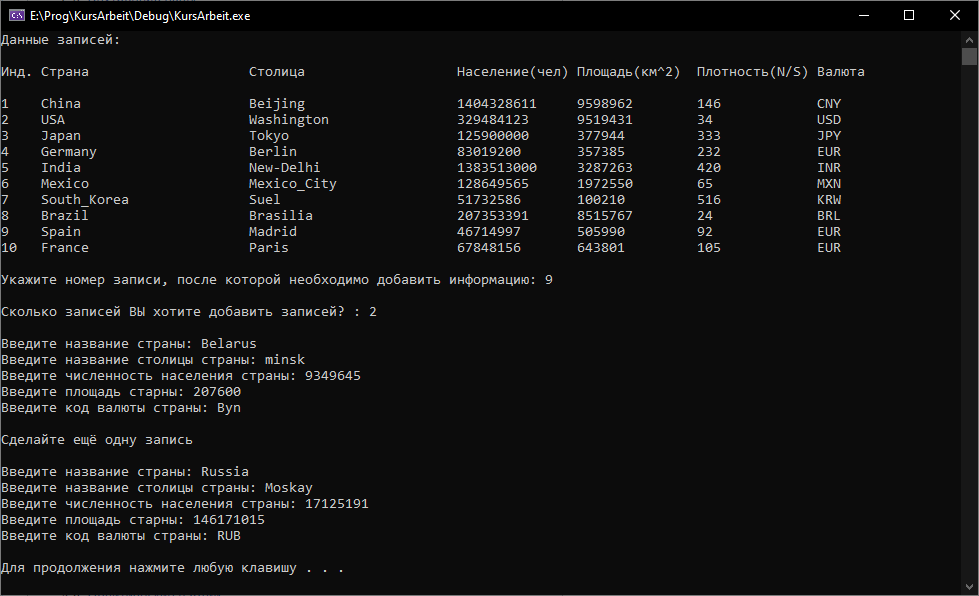 E:\Prog\KursArbeit\Debug\KursArbeit.exe
Данные записей:
Инд. Страна Столица Население(чел) Площадь(км^2) Плотность(N/S) Валюта
1 China Beijing 1404328611 9598962 146 CNY
2 USA Washington 329484123 9519431 34 USD
3 Japan Tokyo 125900000 377944 333 JPY
4 Germany Berlin 83019200 357385 232 EUR
5 India New-Delhi 1383513000 3287263 420 INR
6 Mexico Mexico_City 128649565 1972550 65 MXN
7 South_Korea Suel 51732586 100210 516 KRW
8 Brazil Brasilia 207353391 8515767 24 BRL
9 Spain Madrid 46714997 505990 92 EUR
10 France Paris 67848156 643801 105 EUR
Укажите номер записи, после которой необходимо добавить информацию: 9
Сколько записей ВЫ хотите добавить записей? : 2
Введите название страны: Belarus
Введите название столицы страны: minsk
Введите численность населения страны: 9349645
Введите площадь старны: 207600
Введите код валюты страны: Byn
Сделайте ещё одну запись
Введите название страны: Russia
Введите название столицы страны: Moskay
Введите численность населения страны: 17125191
Введите площадь старны: 146171015
Введите код валюты страны: RUB
Для продолжения нажмите любую клавишу . . .